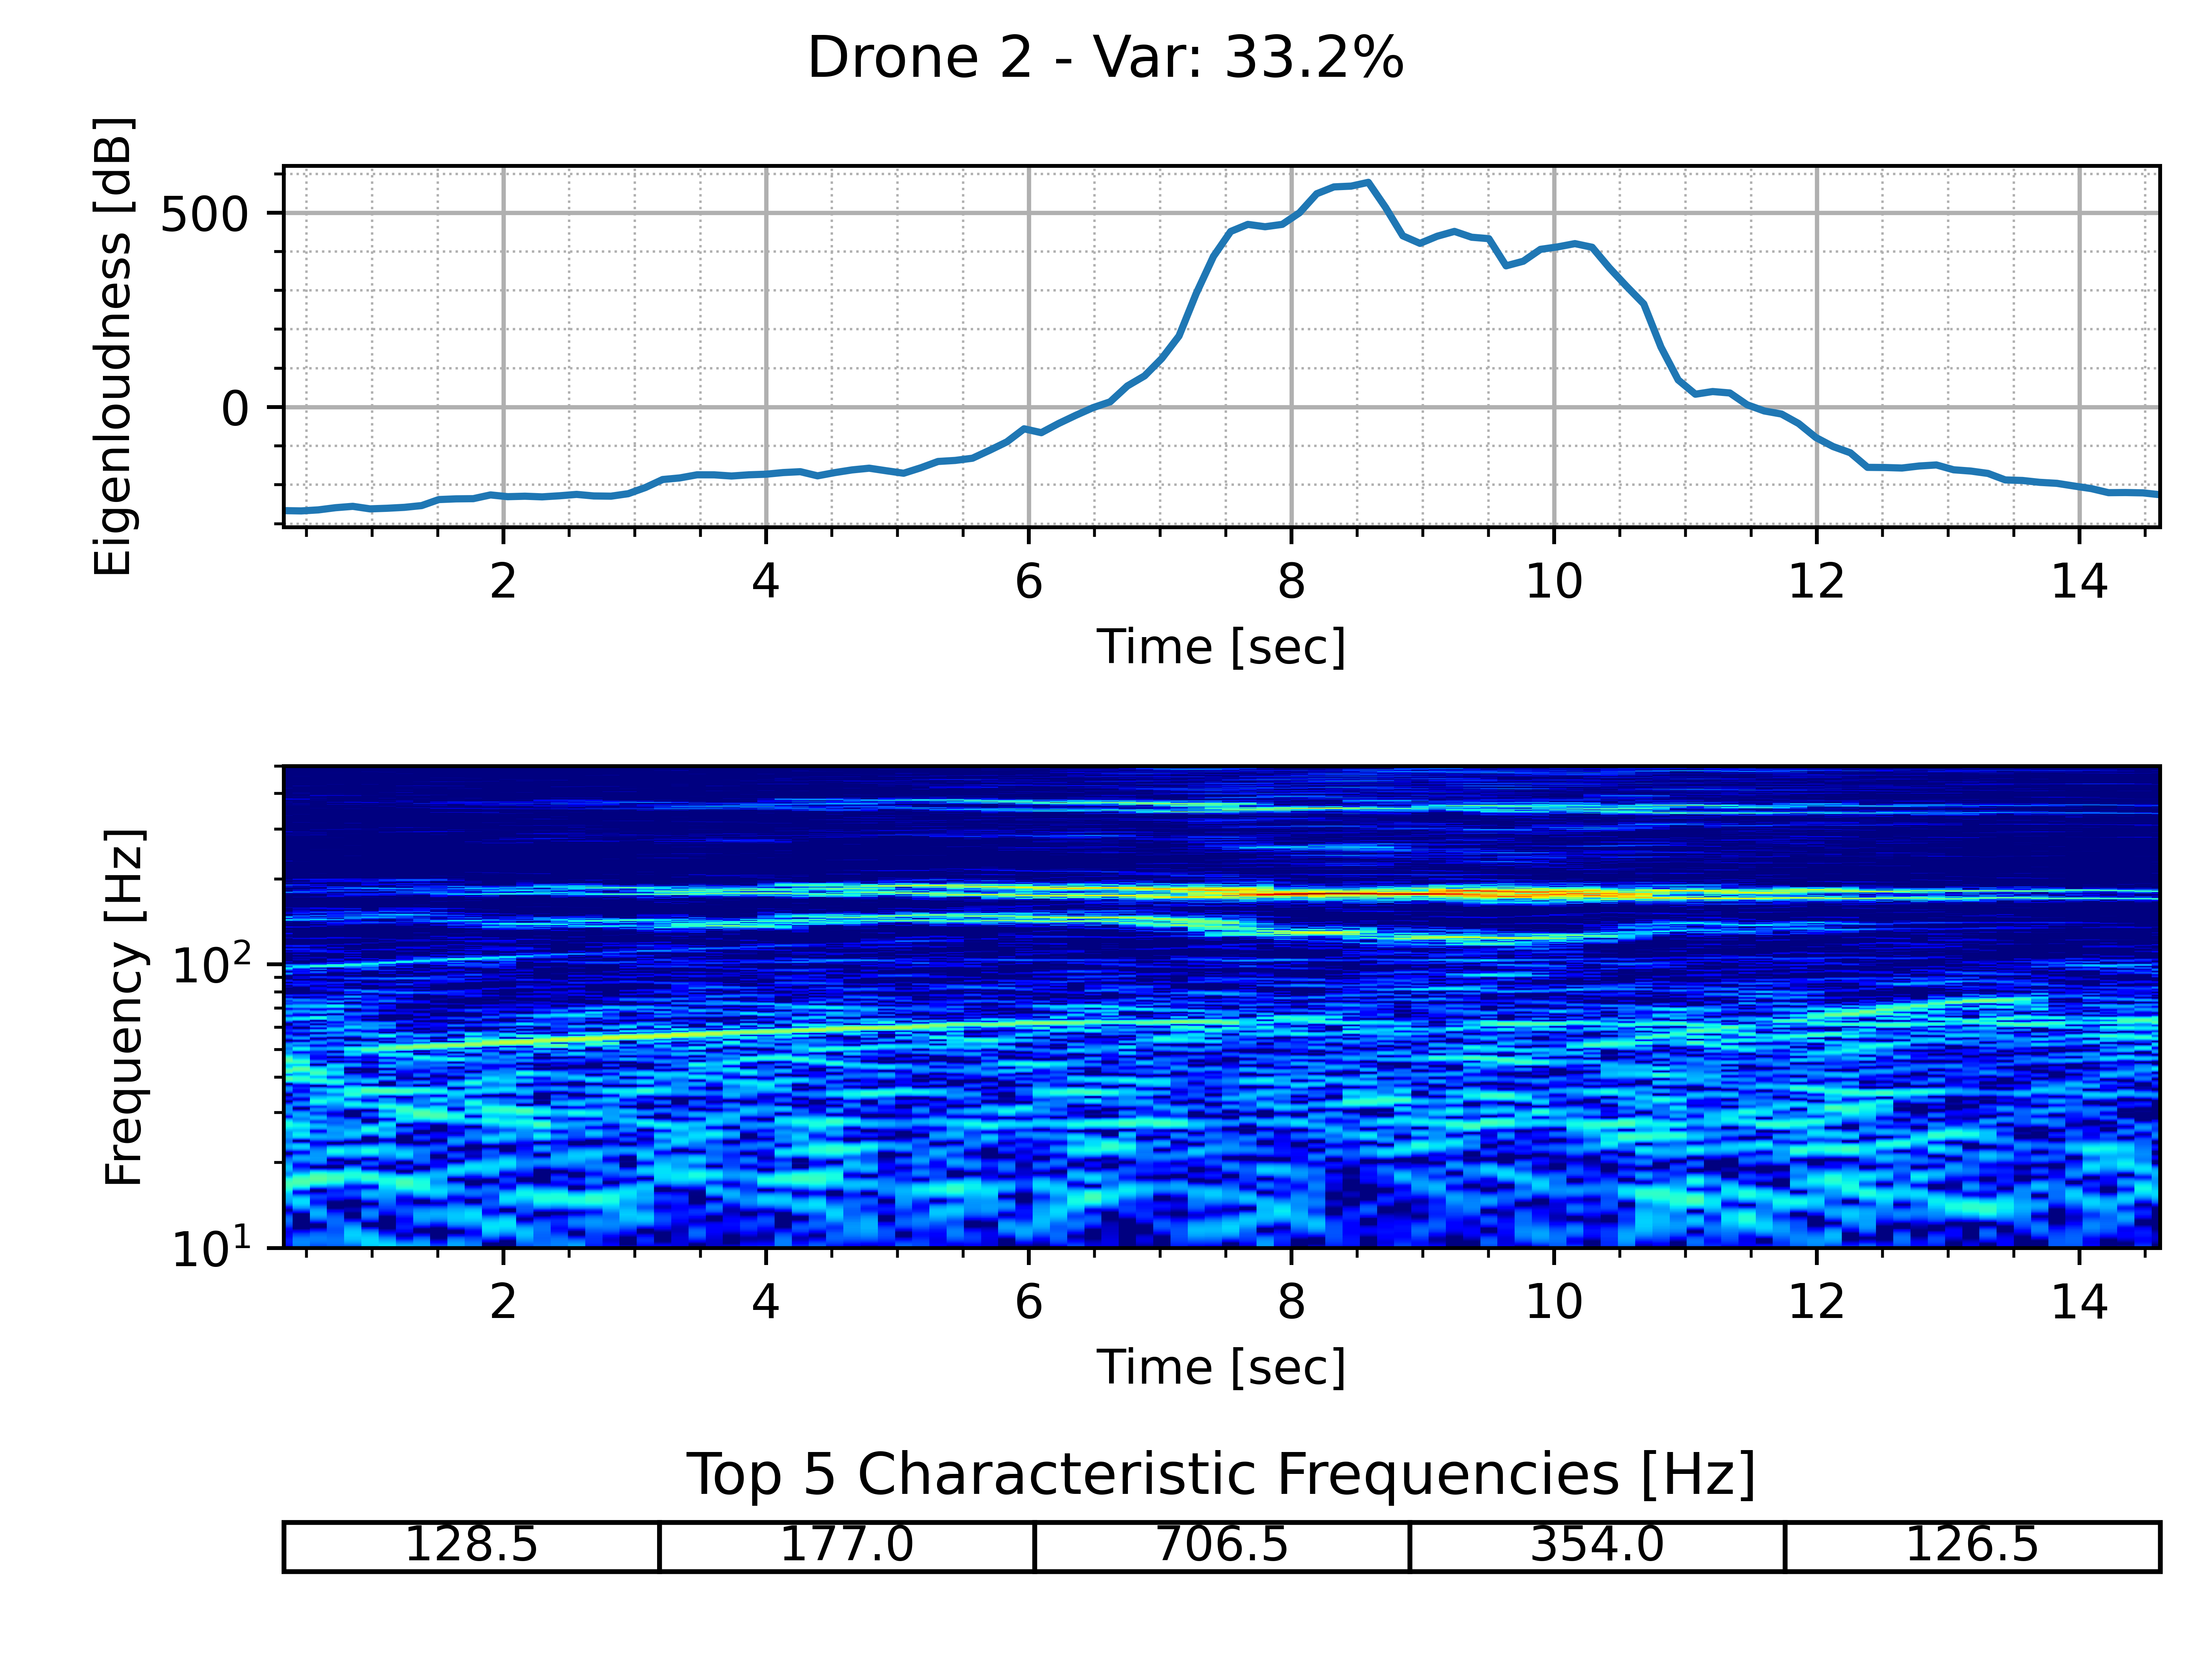 Drone 2 - Var: 33.2%
Eigenloudness [dB]
500
0
2 4 6 8 10 12 14
Time [sec]
Frequency [Hz]
10²
10¹
2 4 6 8 10 12 14
Time [sec]
Top 5 Characteristic Frequencies [Hz]
128.5 177.0 706.5 354.0 126.5